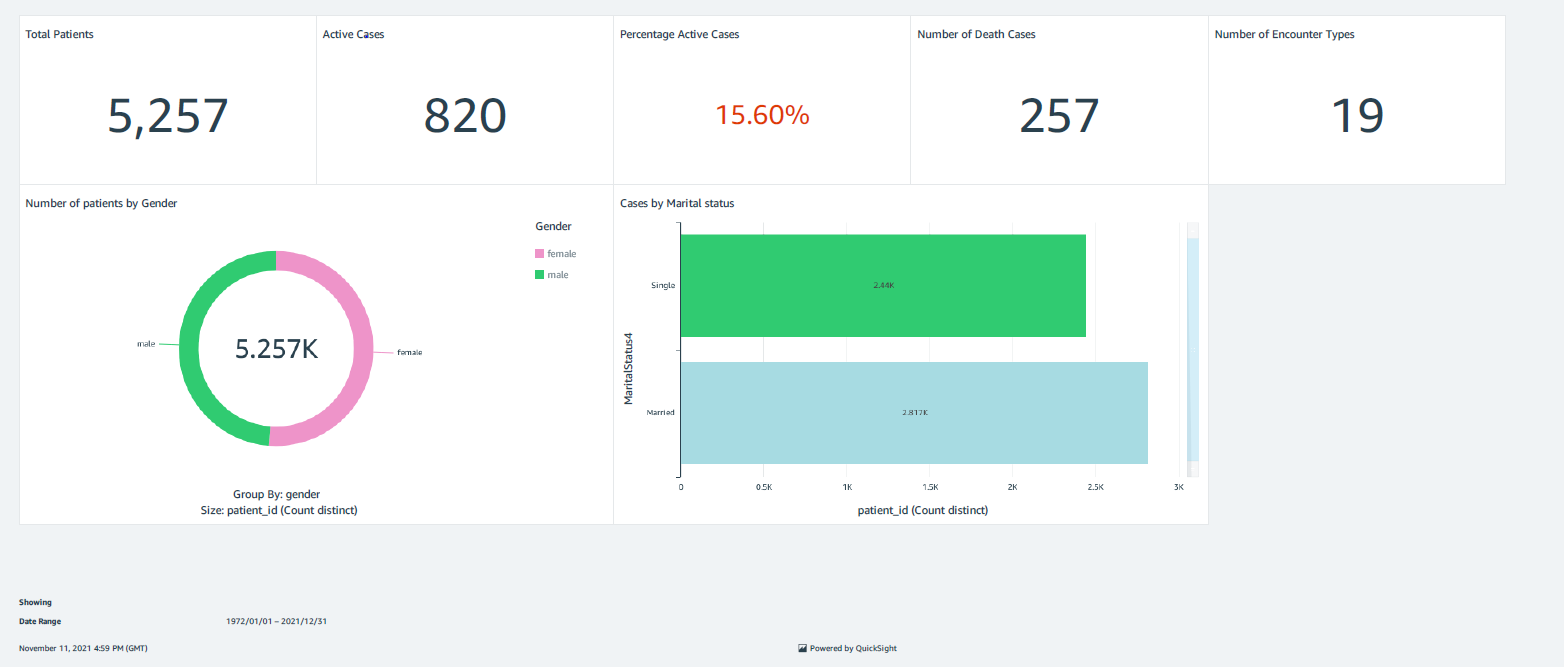 Total Patients
5,257
Active Cases
820
Percentage Active Cases
15.60%
Number of Death Cases
257
Number of Encounter Types
19
Number of patients by Gender
Gender
female
male
male
5.257K
female
Group By: gender
Size: patient_id (Count distinct)
Cases by Marital status
MaritalStatus4
Single
2.44K
Married
2.817K
0 0.5K 1K 1.5K 2K 2.5K 3K
patient_id (Count distinct)
Showing
Date Range 1972/01/01 – 2021/12/31
November 11, 2021 4:59 PM (GMT)
Powered by QuickSight